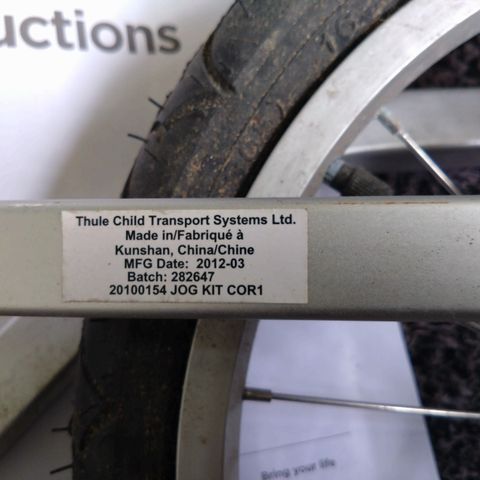 uctions
16
Thule Child Transport Systems Ltd.
Made in/Fabriqué à
Kunshan, China/Chine
MFG Date: 2012-03
Batch: 282647
20100154 JOG KIT COR1
Bring your life